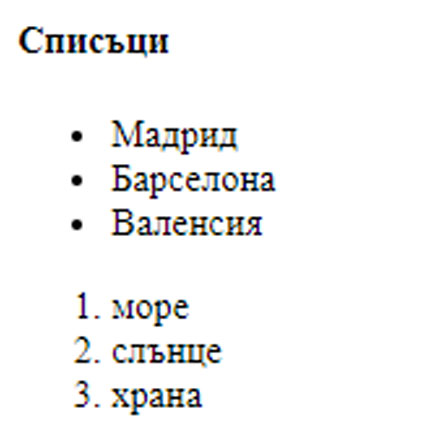 Списъци
• Мадрид
• Барселона
• Валенсия
1. море
2. слънце
3. храна